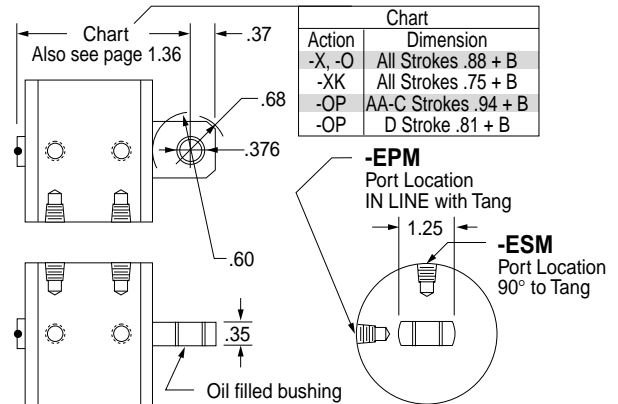 Chart
Also see page 1.36
.37
.68
.376
.60
Chart
Action Dimension
-X, -O All Strokes .88 + B
-XK All Strokes .75 + B
-OP AA-C Strokes .94 + B
-OP D Stroke .81 + B
-EPM
Port Location
IN LINE with Tang
1.25
-ESM
Port Location
90° to Tang
.35
Oil filled bushing